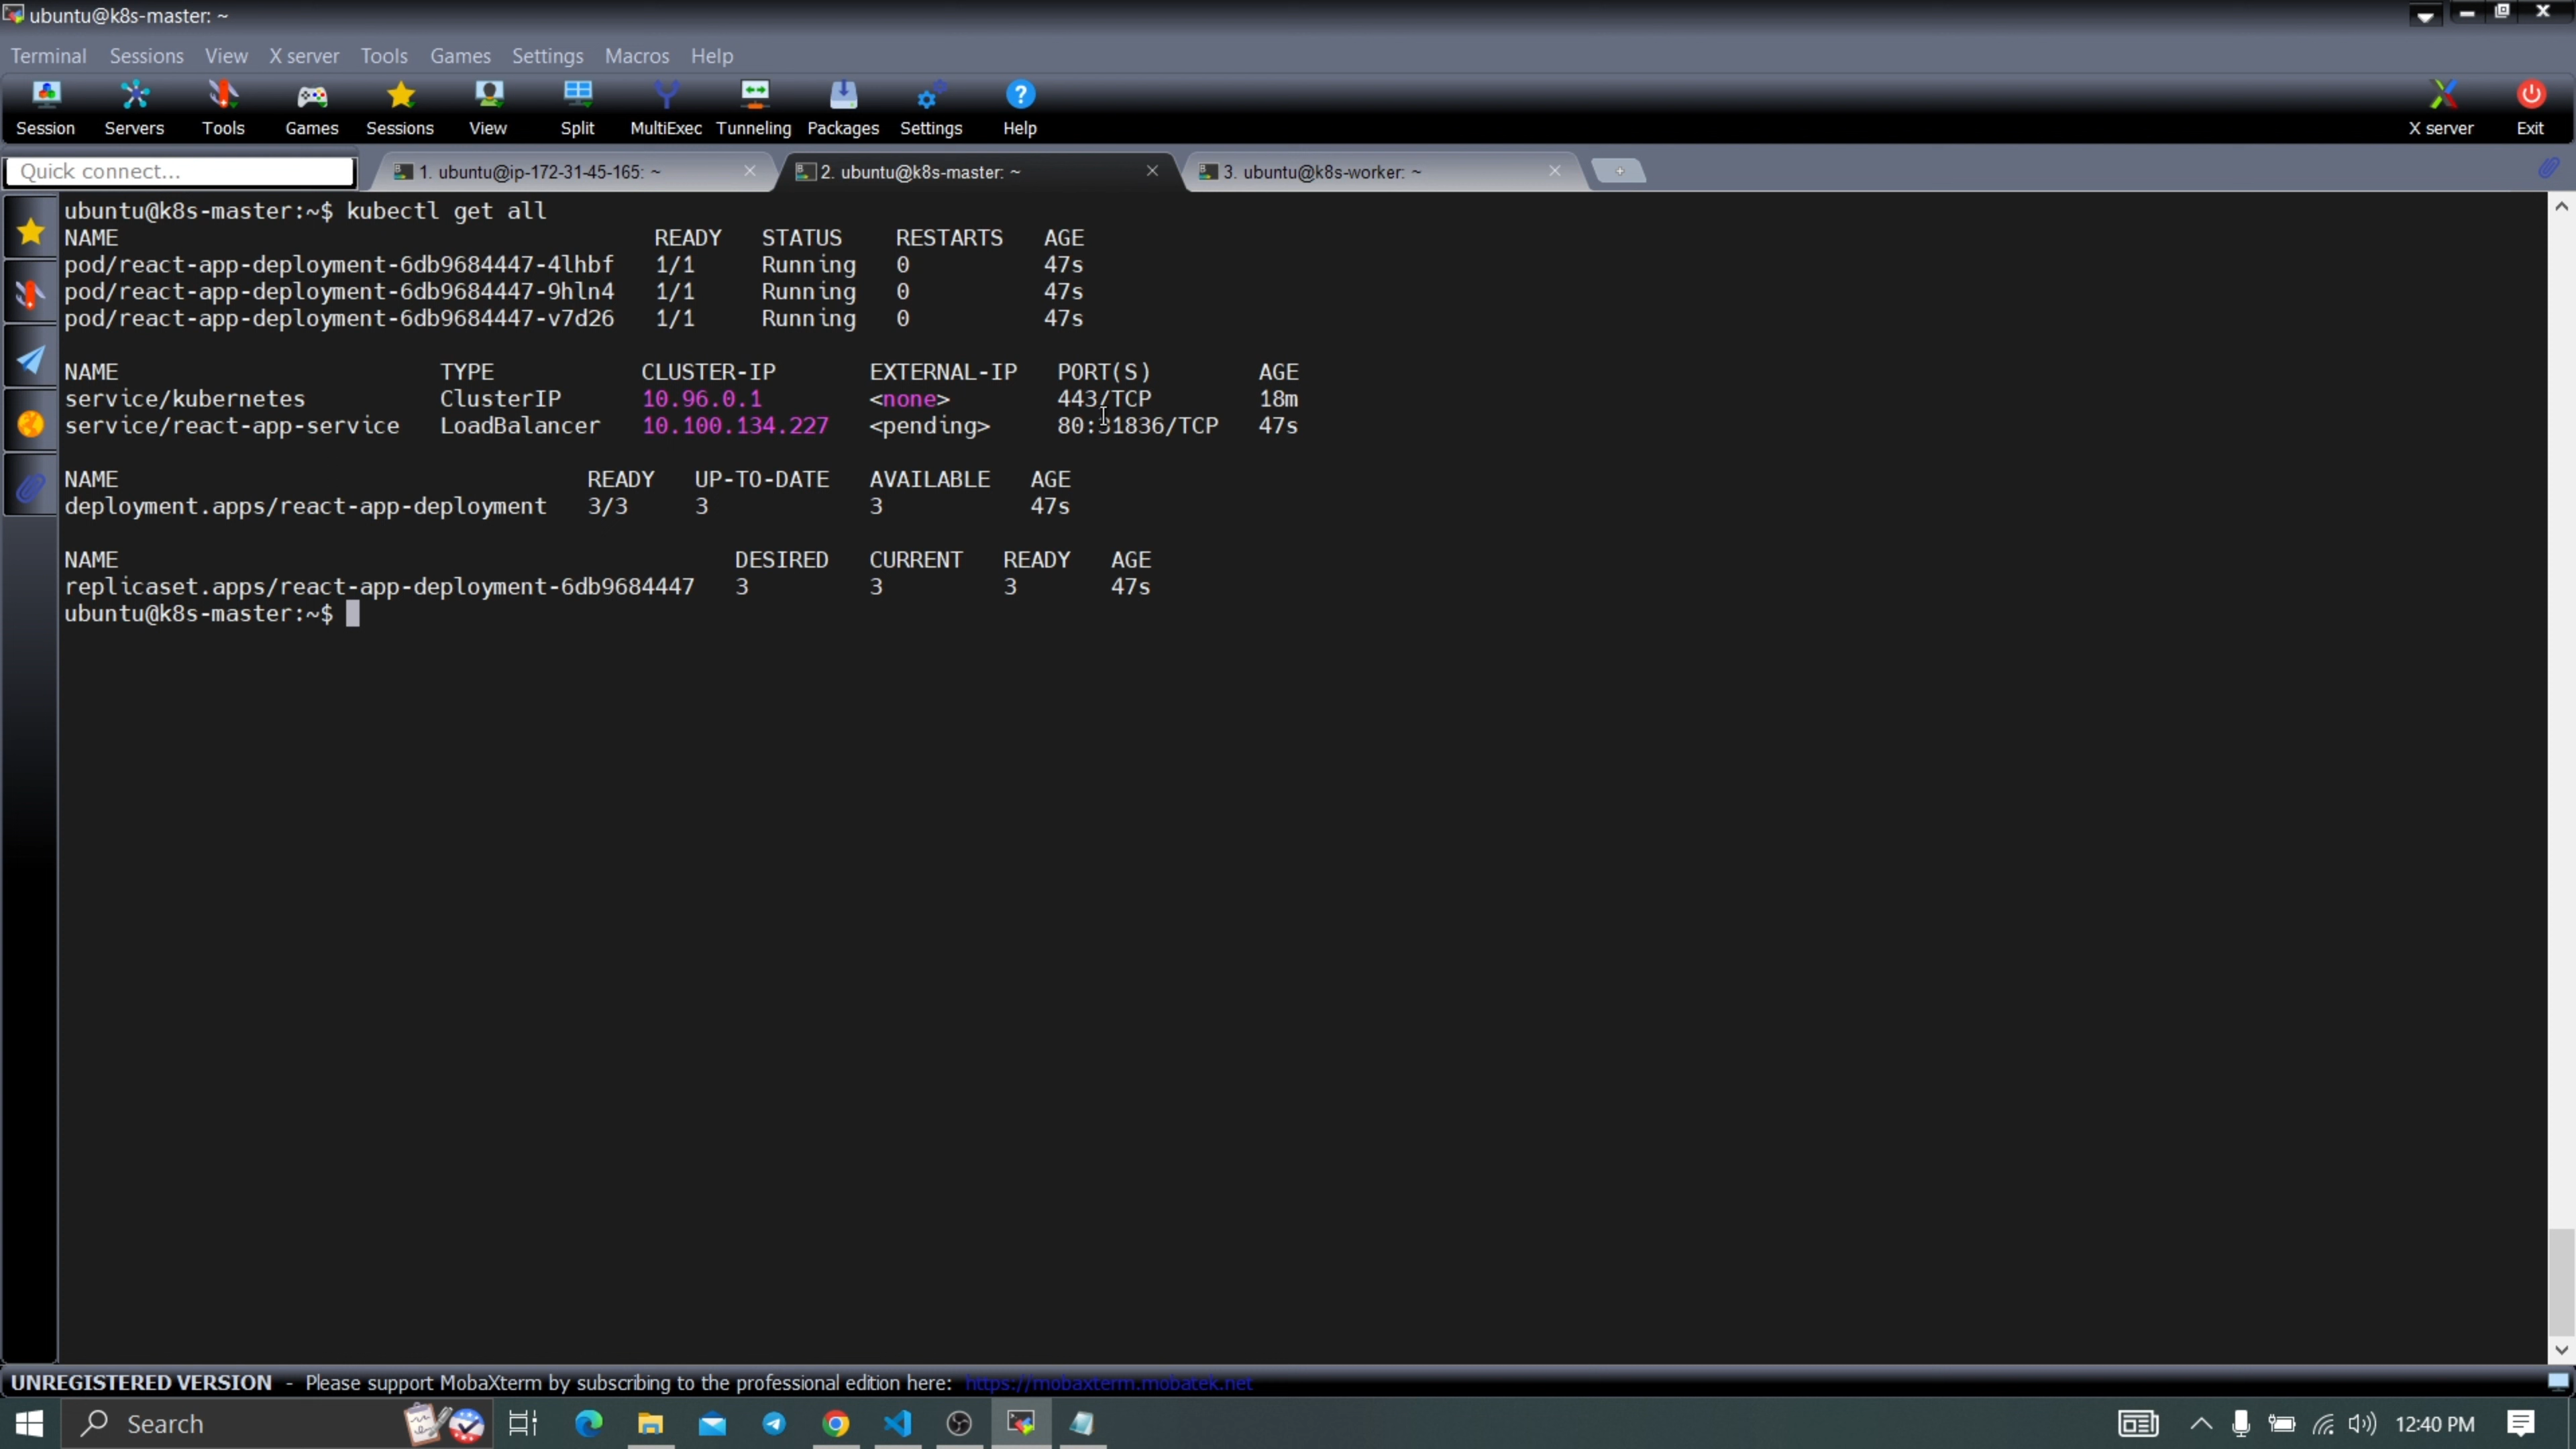 ubuntu@k8s-master: ~
Terminal Sessions View X server Tools Games Settings Macros Help
Session Servers Tools Games Sessions View Split MultiExec Tunneling Packages Settings Help X server Exit
Quick connect... 1. ubuntu@ip-172-31-45-165: ~ 2. ubuntu@k8s-master: ~ 3. ubuntu@k8s-worker: ~
ubuntu@k8s-master:~$ kubectl get all
NAME READY STATUS RESTARTS AGE
pod/react-app-deployment-6db9684447-4lhbf 1/1 Running 0 47s
pod/react-app-deployment-6db9684447-9hln4 1/1 Running 0 47s
pod/react-app-deployment-6db9684447-v7d26 1/1 Running 0 47s
NAME TYPE CLUSTER-IP EXTERNAL-IP PORT(S) AGE
service/kubernetes ClusterIP 10.96.0.1 <none> 443/TCP 18m
service/react-app-service LoadBalancer 10.100.134.227 <pending> 80:31836/TCP 47s
NAME READY UP-TO-DATE AVAILABLE AGE
deployment.apps/react-app-deployment 3/3 3 3 47s
NAME DESIRED CURRENT READY AGE
replicaset.apps/react-app-deployment-6db9684447 3 3 3 47s
ubuntu@k8s-master:~$
UNREGISTERED VERSION - Please support MobaXterm by subscribing to the professional edition here: https://mobaxterm.mobatek.net
Search 12:40 PM